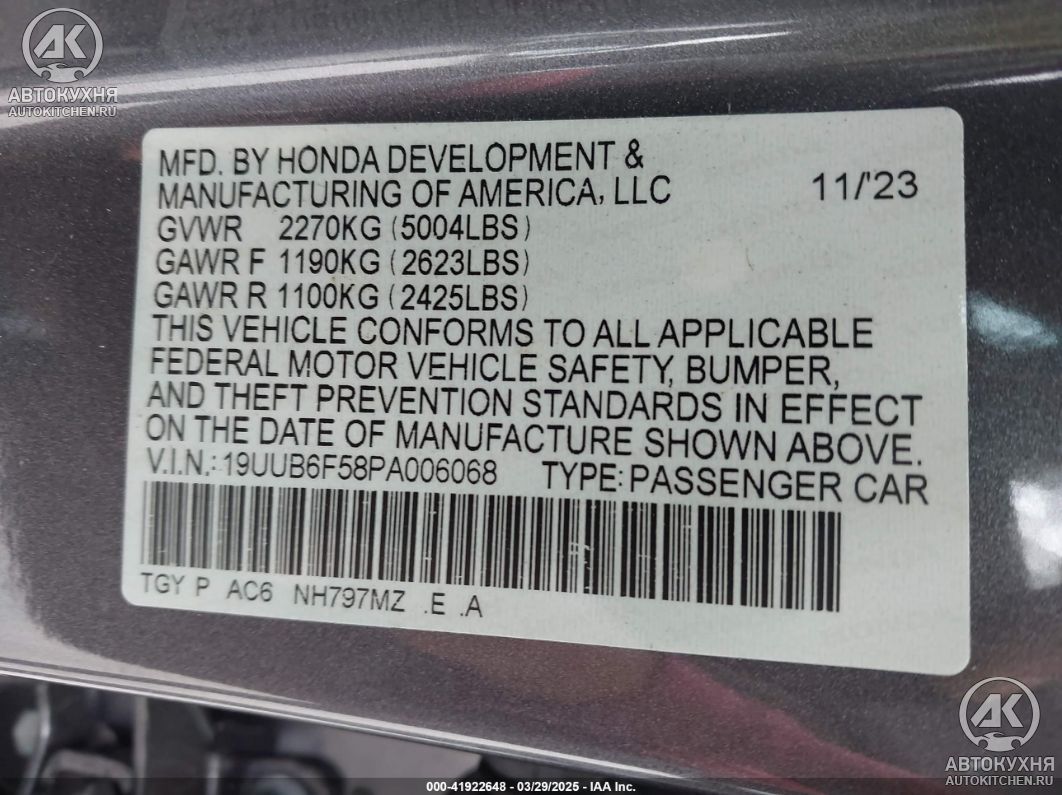 АК
АВТОКУХНЯ
AUTOKITCHEN.RU
MFD. BY HONDA DEVELOPMENT &
MANUFACTURING OF AMERICA, LLC 11/'23
GVWR 2270KG (5004LBS)
GAWR F 1190KG (2623LBS)
GAWR R 1100KG (2425LBS)
THIS VEHICLE CONFORMS TO ALL APPLICABLE
FEDERAL MOTOR VEHICLE SAFETY, BUMPER,
AND THEFT PREVENTION STANDARDS IN EFFECT
ON THE DATE OF MANUFACTURE SHOWN ABOVE.
V.I.N.: 19UUB6F58PA006068 TYPE: PASSENGER CAR
TGY P AC6 NH797MZ .E .A
АК
АВТОКУХНЯ
AUTOKITCHEN.RU
000-41922648 - 03/29/2025 - IAA Inc.